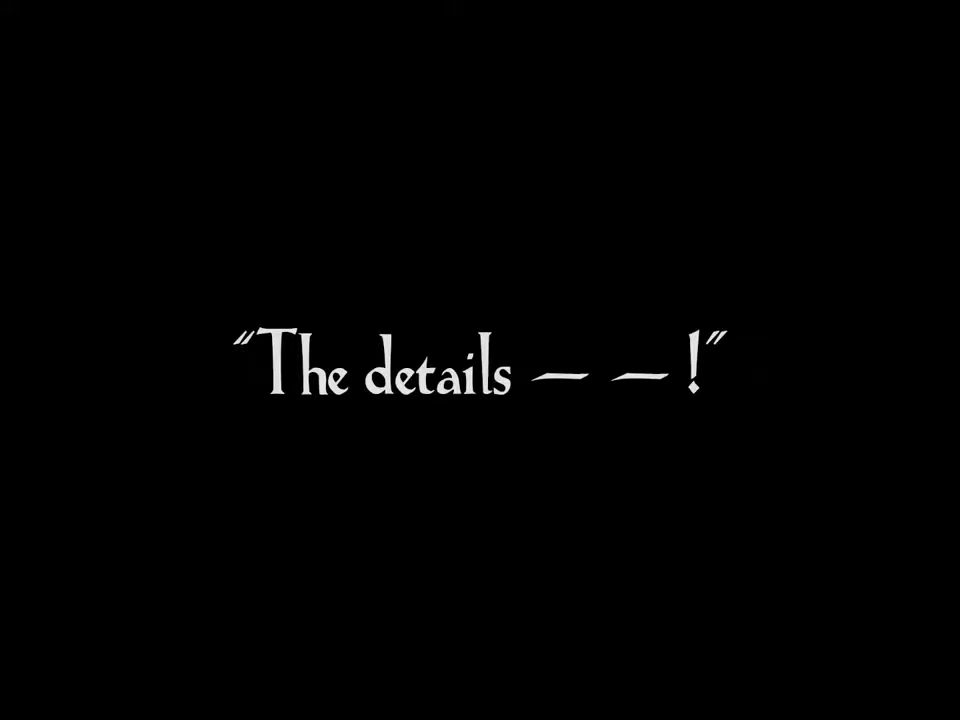 “The details — — !”